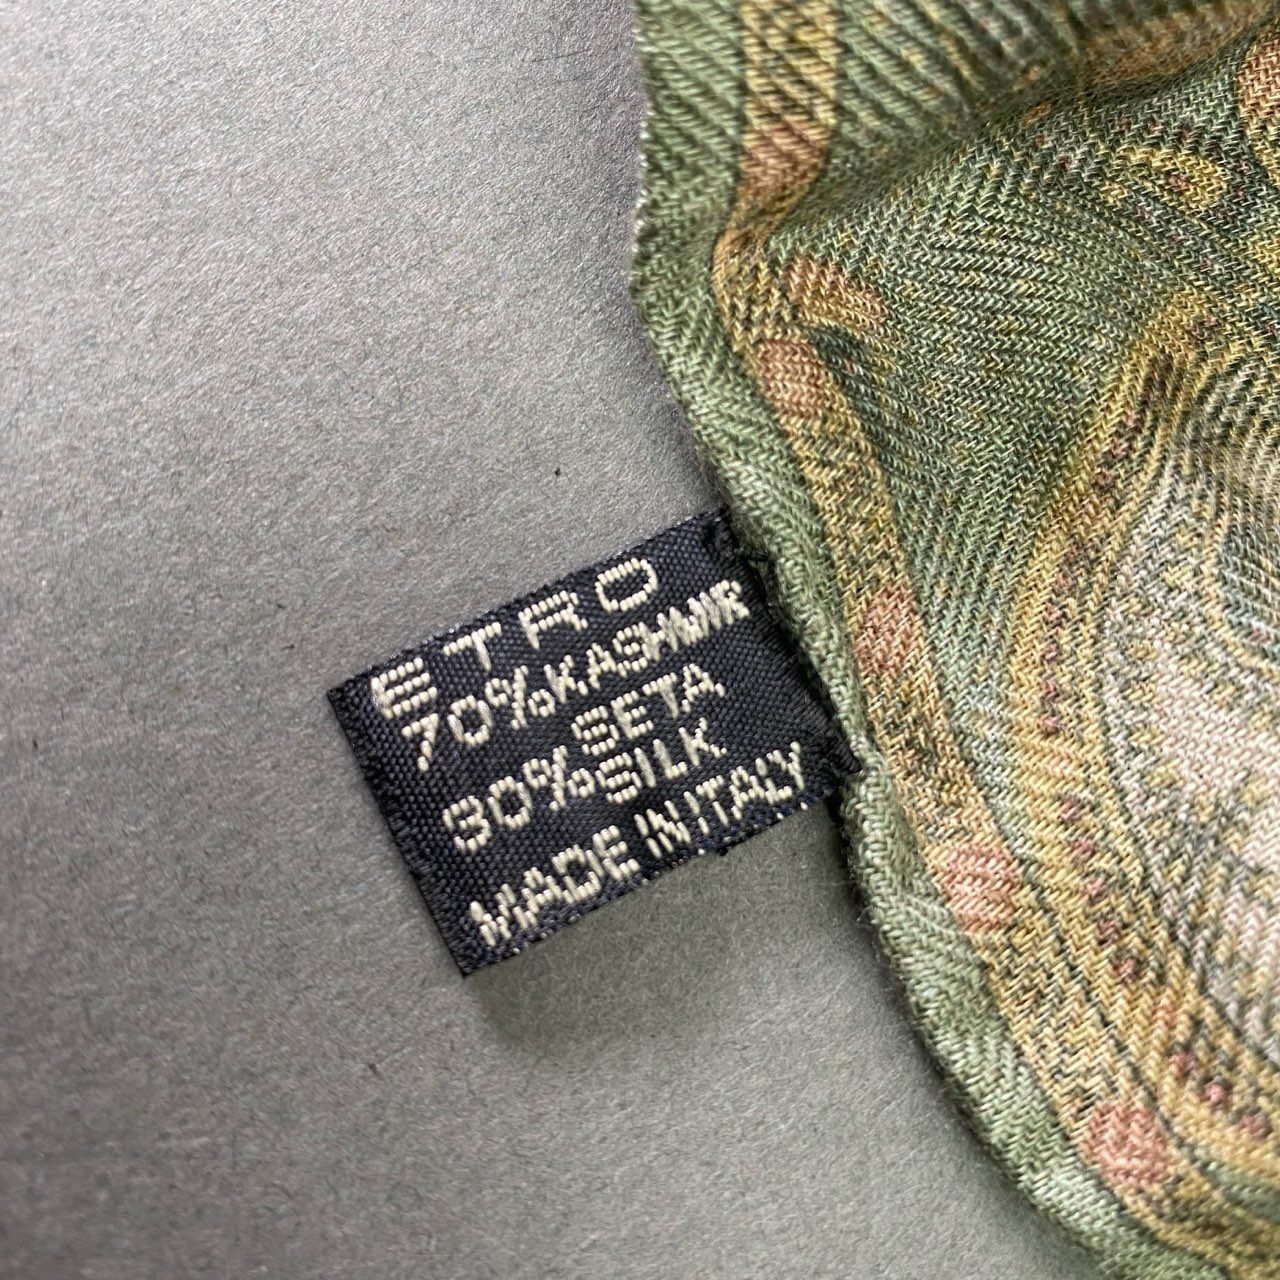 ETRO
70%KASHMIR
SETA
30%SILK
MADE IN ITALY